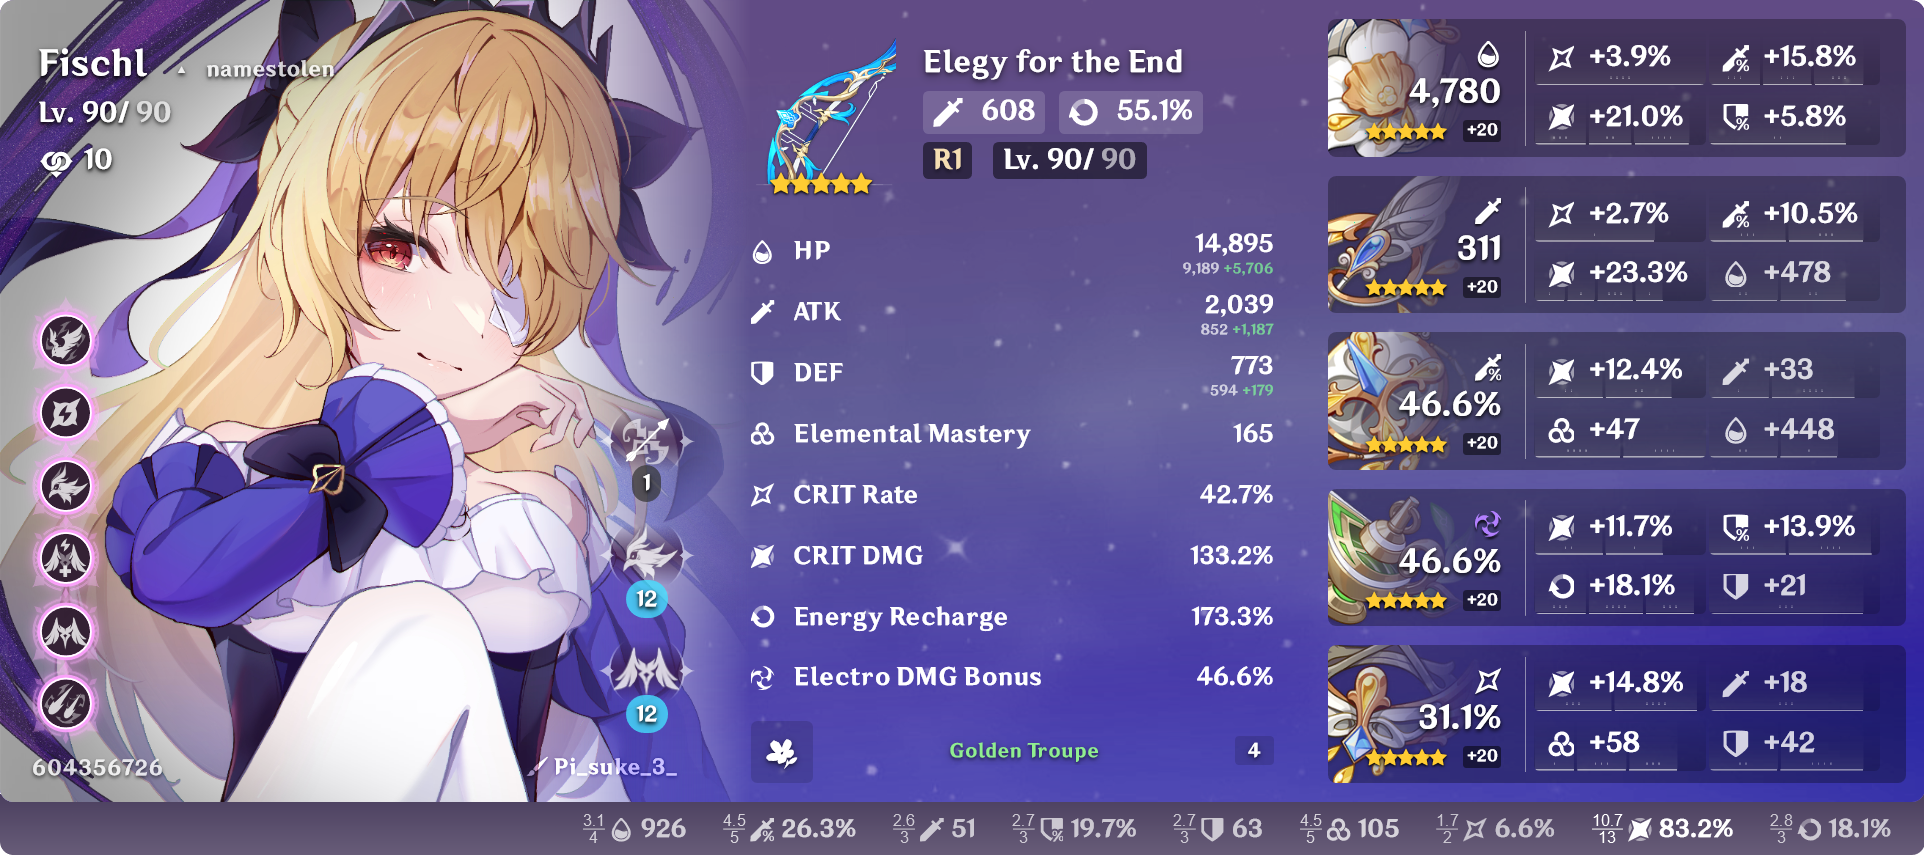 Fischl ▲ namestolen
Lv. 90/ 90
10
1
12
12
604356726
Pi_suke_3_
Elegy for the End
608 55.1%
R1 Lv. 90/ 90
HP 14,895
9,189 +5,706
ATK 2,039
852 +1,187
DEF 773
594 +179
Elemental Mastery 165
CRIT Rate 42.7%
CRIT DMG 133.2%
Energy Recharge 173.3%
Electro DMG Bonus 46.6%
Golden Troupe 4
4,780
+20
+3.9% +15.8%
+21.0% +5.8%
311
+20
+2.7% +10.5%
+23.3% +478
46.6%
+20
+12.4% +33
+47 +448
46.6%
+20
+11.7% +13.9%
+18.1% +21
31.1%
+20
+14.8% +18
+58 +42
3.1/4 926 4.5/5 % 26.3% 2.6/3 51 2.7/3 % 19.7% 2.7/3 63 4.5/5 105 1.7/2 6.6% 10.7/13 83.2% 2.8/3 18.1%